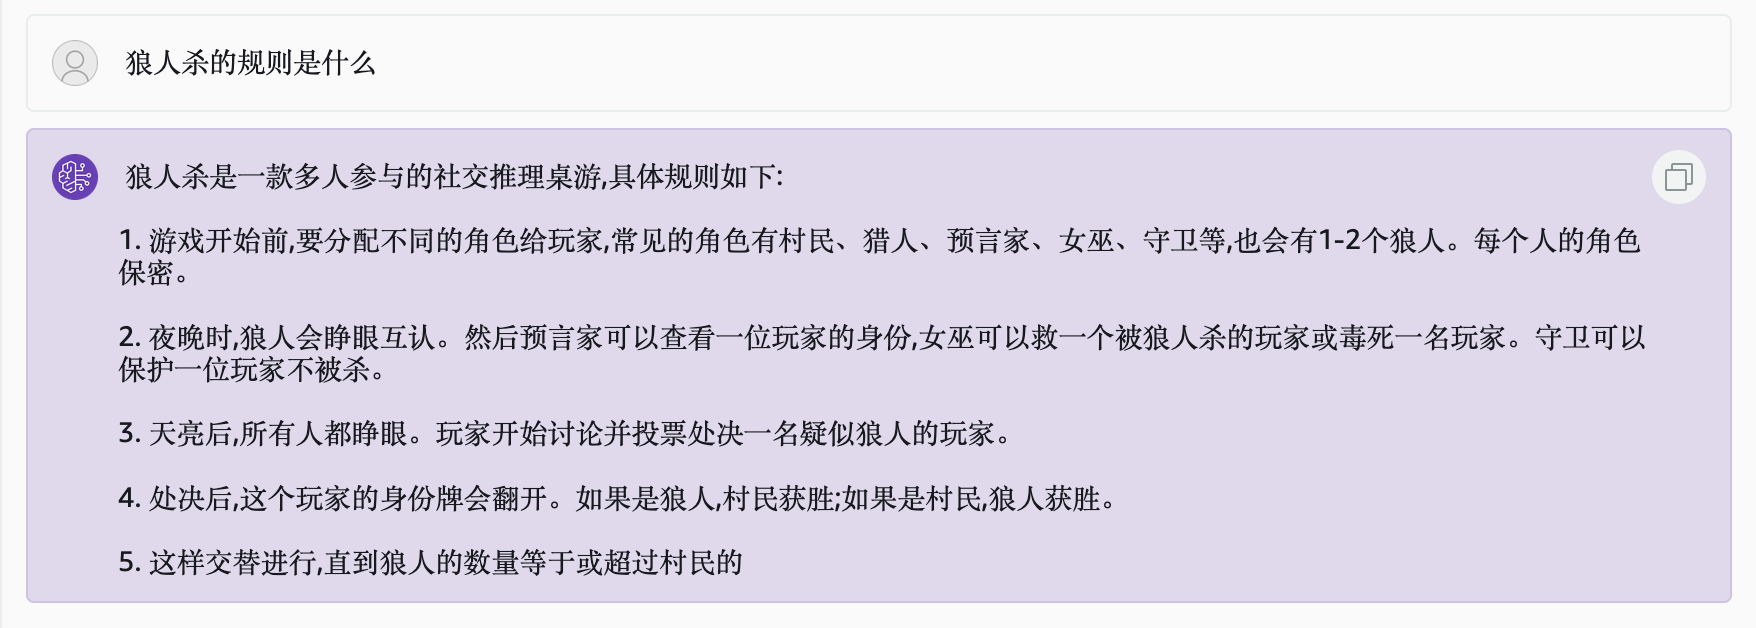 狼人杀的规则是什么
狼人杀是一款多人参与的社交推理桌游,具体规则如下:
1. 游戏开始前,要分配不同的角色给玩家,常见的角色有村民、猎人、预言家、女巫、守卫等,也会有1-2个狼人。每个人的角色
保密。
2. 夜晚时,狼人会睁眼互认。然后预言家可以查看一位玩家的身份,女巫可以救一个被狼人杀的玩家或毒死一名玩家。守卫可以
保护一位玩家不被杀。
3. 天亮后,所有人都睁眼。玩家开始讨论并投票处决一名疑似狼人的玩家。
4. 处决后,这个玩家的身份牌会翻开。如果是狼人,村民获胜;如果是村民,狼人获胜。
5. 这样交替进行,直到狼人的数量等于或超过村民的